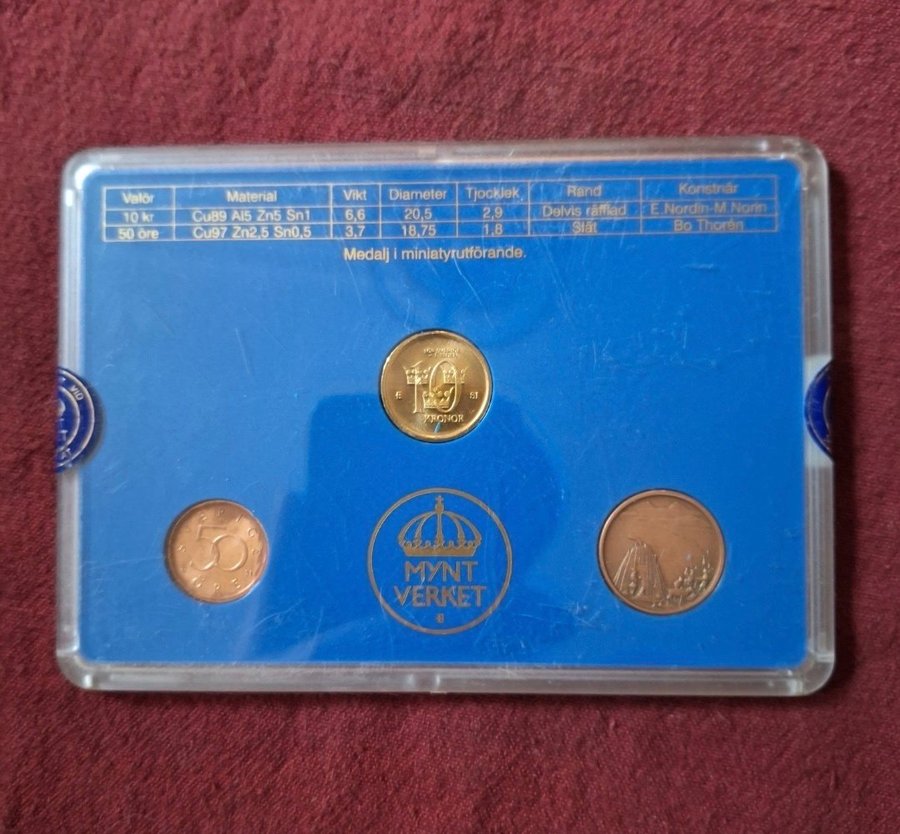 Valör Material Vikt Diameter Tjocklek Rand Konstnär
10 kr Cu89 Al5 Zn5 Sn1 6,6 20,5 2,9 Delvis räfflad E.Nordin-M.Norin
50 öre Cu97 Zn2,5 Sn0,5 3,7 18,75 1,8 Slät Bo Thorén
Medalj i miniatyrutförande.
10
KRONOR
5
MYNT
VERKET
VID